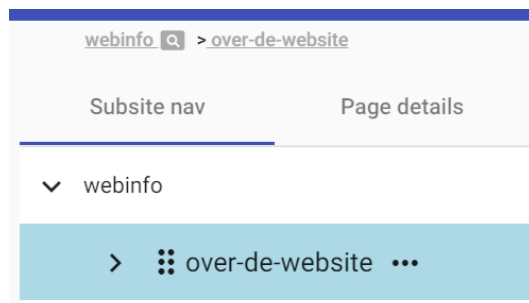 webinfo > over-de-website
Subsite nav Page details
webinfo
over-de-website